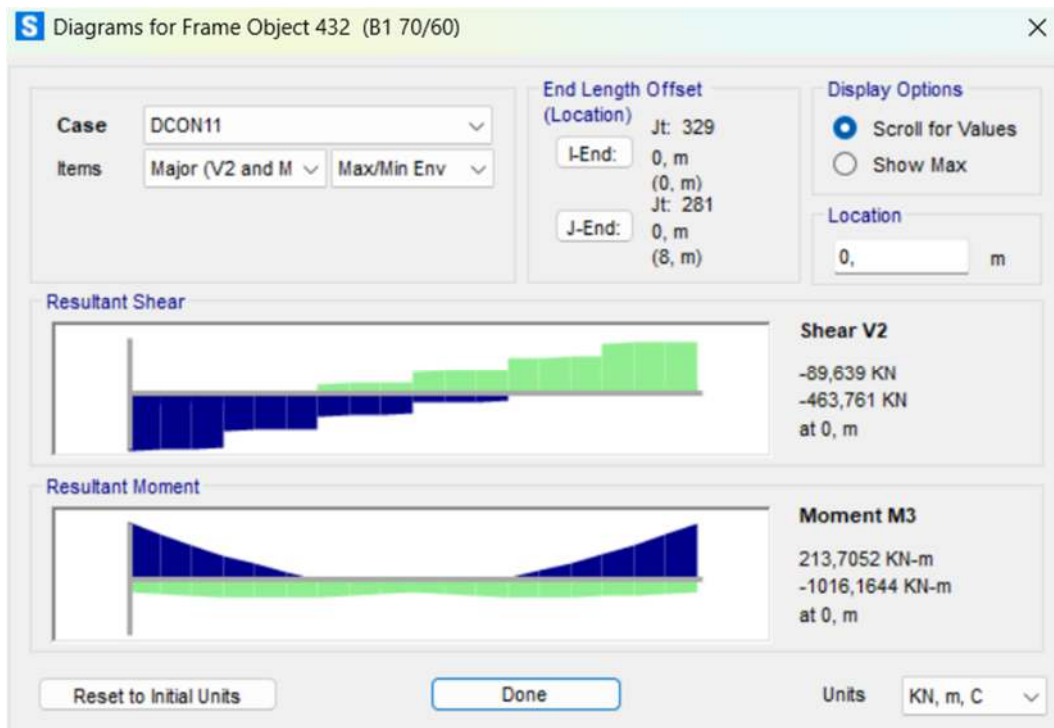 S Diagrams for Frame Object 432 (B1 70/60)
Case DCON11
Items Major (V2 and M Max/Min Env
End Length Offset
(Location)
I-End:
Jt: 329
0, m
(0, m)
J-End:
Jt: 281
0, m
(8, m)
Display Options
Scroll for Values
Show Max
Location
0, m
Resultant Shear
Shear V2
-89,639 KN
-463,761 KN
at 0, m
Resultant Moment
Moment M3
213,7052 KN-m
-1016,1644 KN-m
at 0, m
Reset to Initial Units Done Units KN, m, C